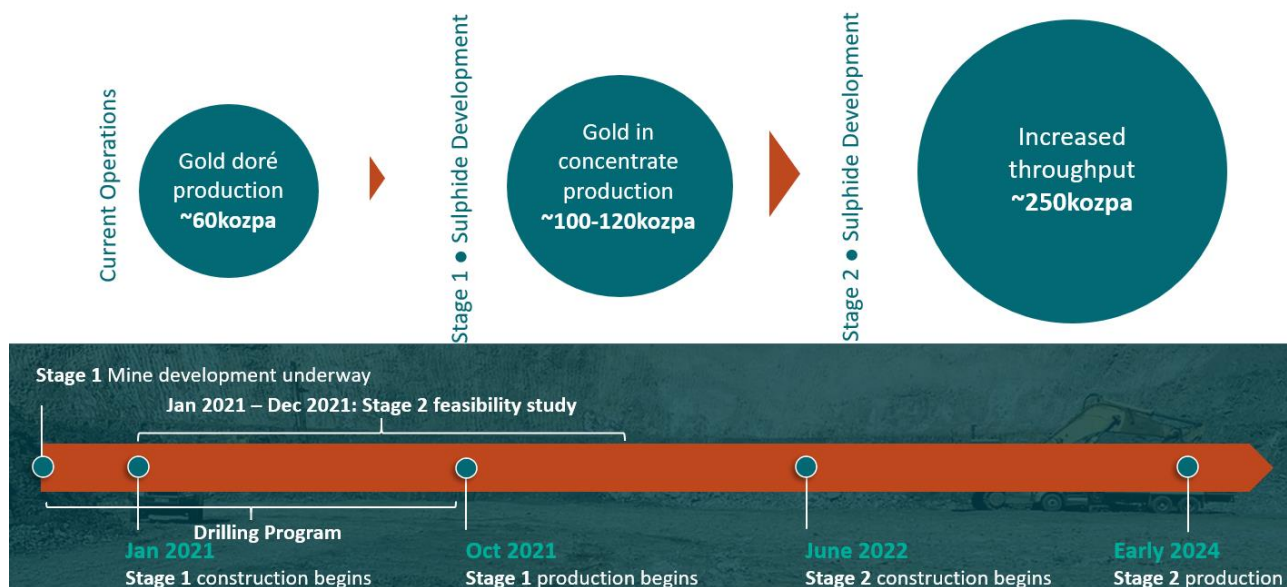 Current Operations
Gold doré
production
~60kozpa
Stage 1 ● Sulphide Development
Gold in
concentrate
production
~100-120kozpa
Stage 2 ● Sulphide Development
Increased
throughput
~250kozpa
Stage 1 Mine development underway
Jan 2021 – Dec 2021: Stage 2 feasibility study
Drilling Program
Jan 2021
Stage 1 construction begins
Oct 2021
Stage 1 production begins
June 2022
Stage 2 construction begins
Early 2024
Stage 2 production